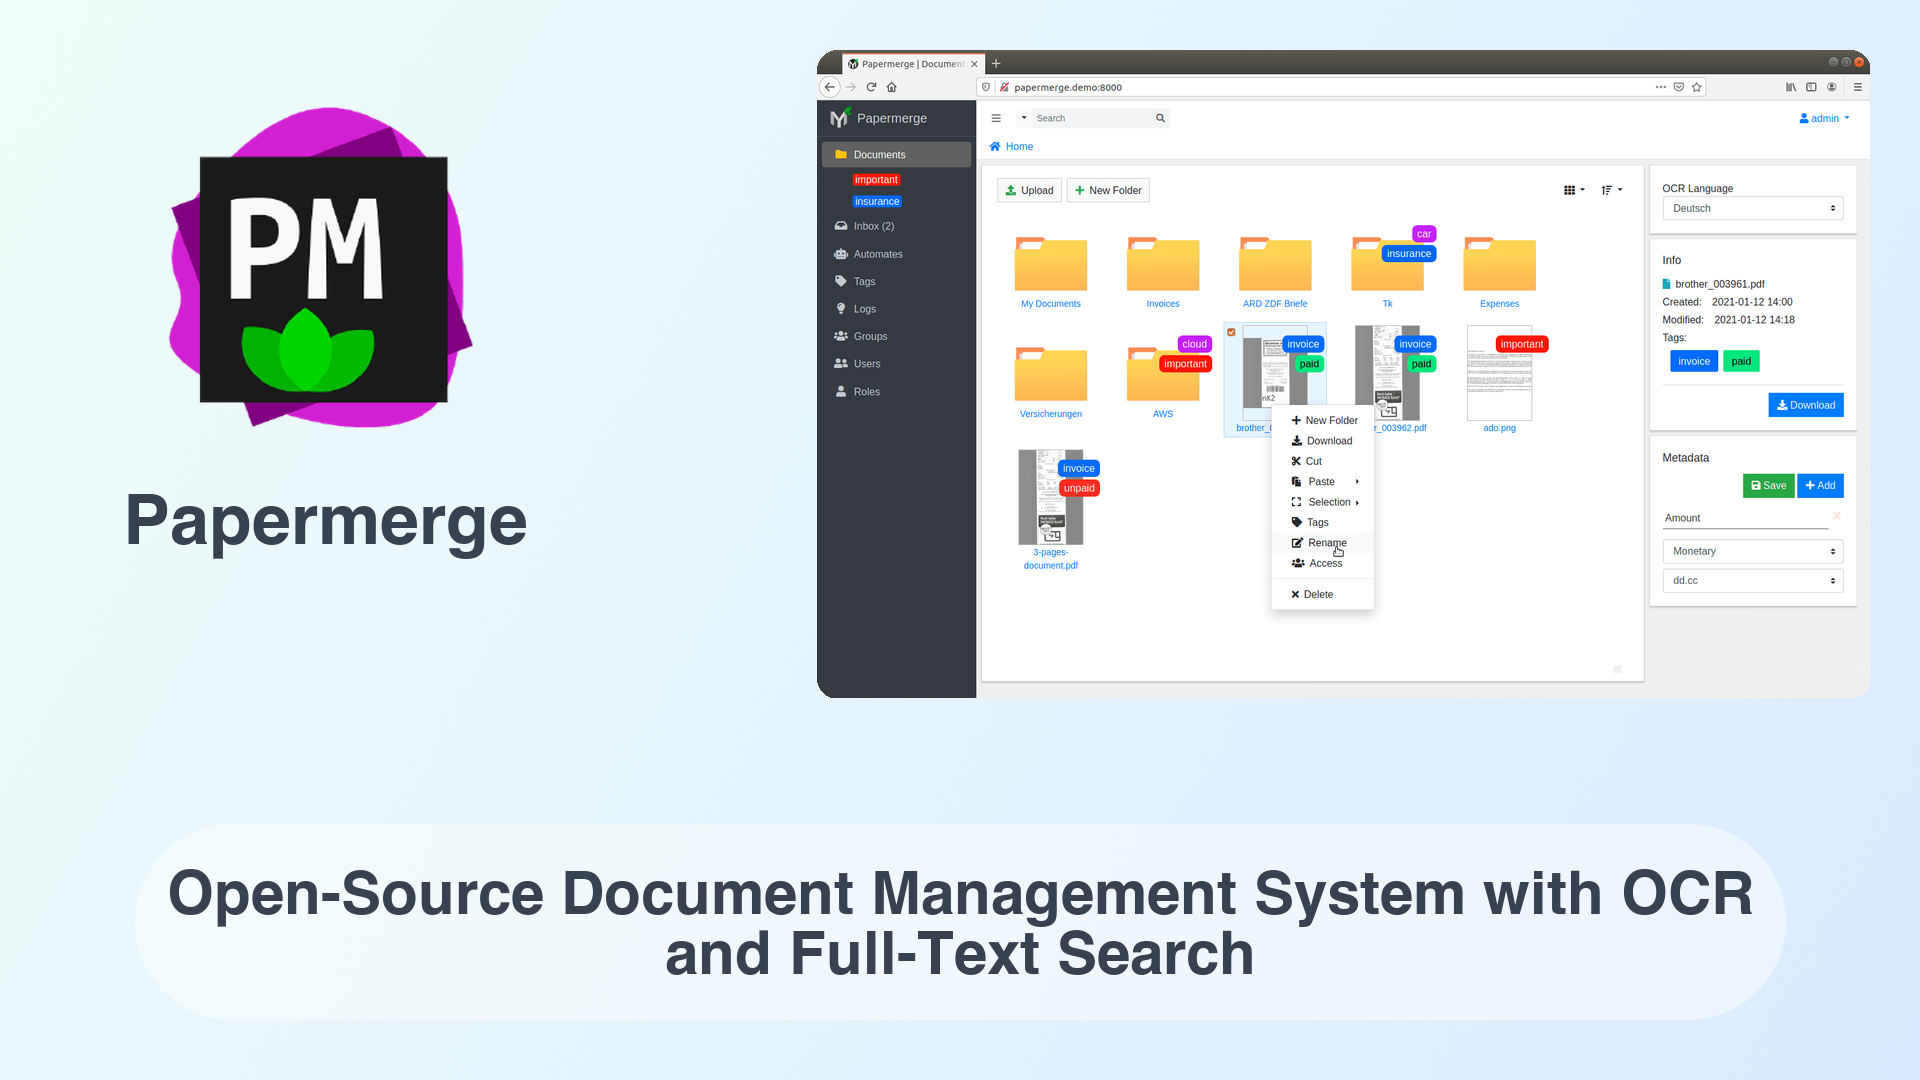 PM
Papermerge
Papermerge | Document
papermerge.demo:8000
Papermerge
Documents
important
insurance
Inbox (2)
Automates
Tags
Logs
Groups
Users
Roles
Search
admin
Home
Upload
New Folder
car
insurance
My Documents
Invoices
ARD ZDF Briefe
Tk
Expenses
cloud
important
invoice
paid
invoice
paid
important
nK2
Versicherungen
AWS
brother_
r_003962.pdf
ado.png
invoice
unpaid
3-pages-
document.pdf
New Folder
Download
Cut
Paste
Selection
Tags
Rename
Access
Delete
OCR Language
Deutsch
Info
brother_003961.pdf
Created: 2021-01-12 14:00
Modified: 2021-01-12 14:18
Tags:
invoice paid
Download
Metadata
Save Add
Amount
Monetary
dd.cc
Open-Source Document Management System with OCR
and Full-Text Search